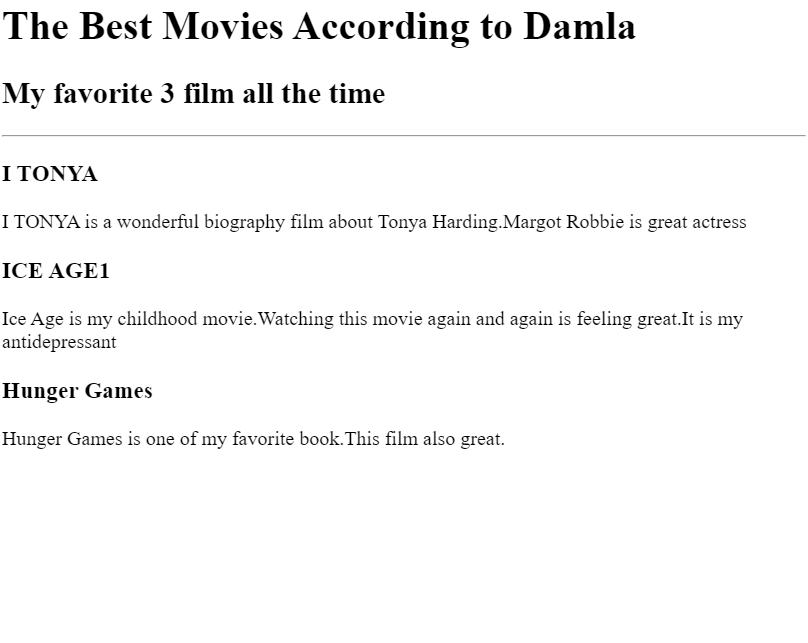 The Best Movies According to Damla
My favorite 3 film all the time
I TONYA
I TONYA is a wonderful biography film about Tonya Harding.Margot Robbie is great actress
ICE AGE1
Ice Age is my childhood movie.Watching this movie again and again is feeling great.It is my
antidepressant
Hunger Games
Hunger Games is one of my favorite book.This film also great.